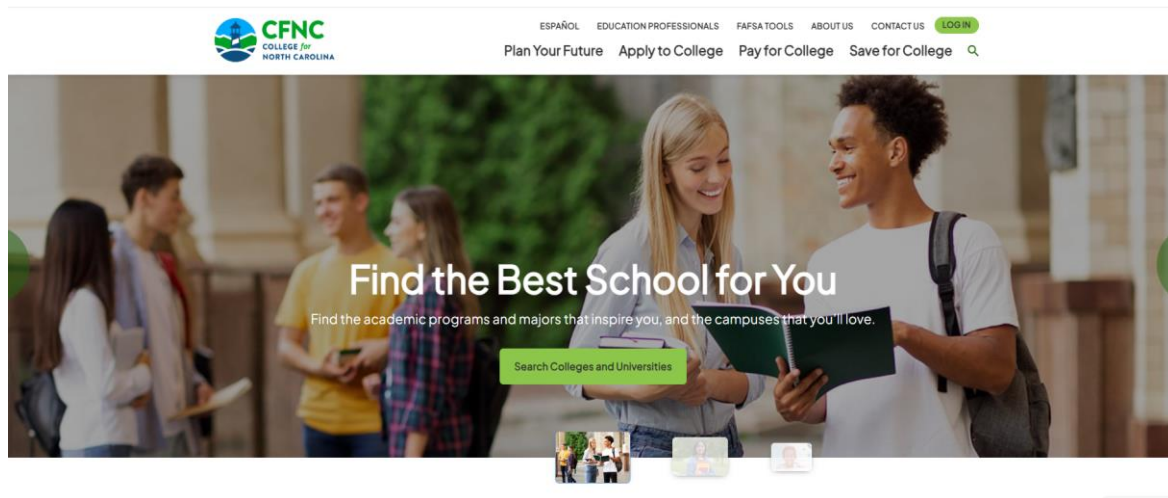 CFNC
COLLEGE for
NORTH CAROLINA
ESPAÑOL EDUCATION PROFESSIONALS FAFSA TOOLS ABOUT US CONTACT US LOG IN
Plan Your Future Apply to College Pay for College Save for College
Find the Best School for You
Find the academic programs and majors that inspire you, and the campuses that you'll love.
Search Colleges and Universities